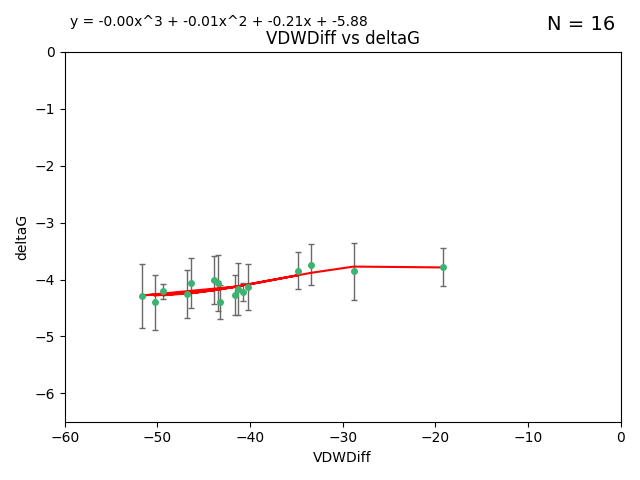 y = -0.00x^3 + -0.01x^2 + -0.21x + -5.88
N = 16
VDWDiff vs deltaG
0
−1
−2
−3
−4
−5
−6
deltaG
−60 −50 −40 −30 −20 −10 0
VDWDiff